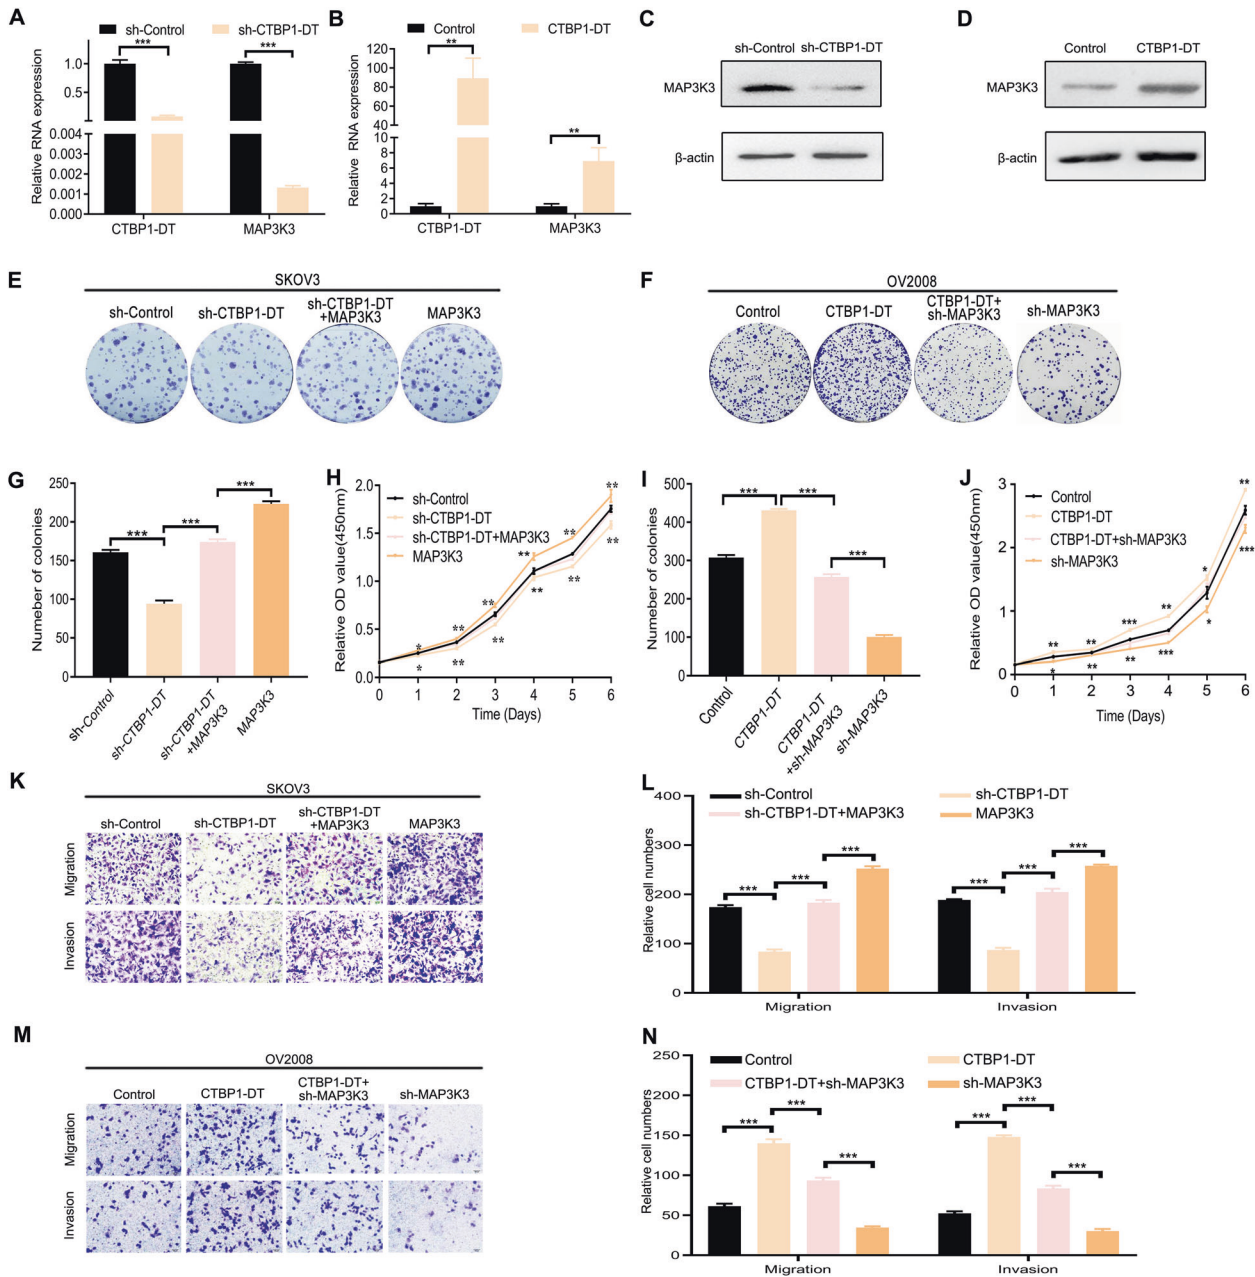 A
sh-Control
sh-CTBP1-DT
Relative RNA expression
1.0
0.5
0.004
0.003
0.002
0.001
0.000
***
***
CTBP1-DT
MAP3K3
B
Control
CTBP1-DT
Relative RNA expression
120
100
80
60
40
20
10
8
6
4
2
0
**
**
CTBP1-DT
MAP3K3
C
sh-Control sh-CTBP1-DT
MAP3K3
β-actin
D
Control CTBP1-DT
MAP3K3
β-actin
E
SKOV3
sh-Control
sh-CTBP1-DT
sh-CTBP1-DT
+MAP3K3
MAP3K3
F
OV2008
Control
CTBP1-DT
CTBP1-DT+
sh-MAP3K3
sh-MAP3K3
G
Numeber of colonies
250
200
150
100
50
0
***
***
***
sh-Control
sh-CTBP1-DT
sh-CTBP1-DT
+MAP3K3
MAP3K3
H
Relative OD value(450nm)
2.0
1.5
1.0
0.5
0.0
sh-Control
sh-CTBP1-DT
sh-CTBP1-DT+MAP3K3
MAP3K3
* ** ** ** ** **
* ** ** ** ** **
0 1 2 3 4 5 6
Time (Days)
I
Numeber of colonies
500
400
300
200
100
0
***
***
***
Control
CTBP1-DT
CTBP1-DT
+sh-MAP3K3
sh-MAP3K3
J
Relative OD value(450nm)
3
2
1
0
Control
CTBP1-DT
CTBP1-DT+sh-MAP3K3
sh-MAP3K3
** ** *** ** * **
* ** ** *** * ***
0 1 2 3 4 5 6
Time (Days)
K
SKOV3
sh-Control
sh-CTBP1-DT
sh-CTBP1-DT
+MAP3K3
MAP3K3
Migration
Invasion
L
sh-Control
sh-CTBP1-DT
sh-CTBP1-DT+MAP3K3
MAP3K3
Relative cell numbers
400
300
200
100
0
***
***
***
***
***
***
Migration
Invasion
M
OV2008
Control
CTBP1-DT
CTBP1-DT+
sh-MAP3K3
sh-MAP3K3
Migration
Invasion
N
Control
CTBP1-DT
CTBP1-DT+sh-MAP3K3
sh-MAP3K3
Relative cell numbers
250
200
150
100
50
0
***
***
***
***
***
***
Migration
Invasion